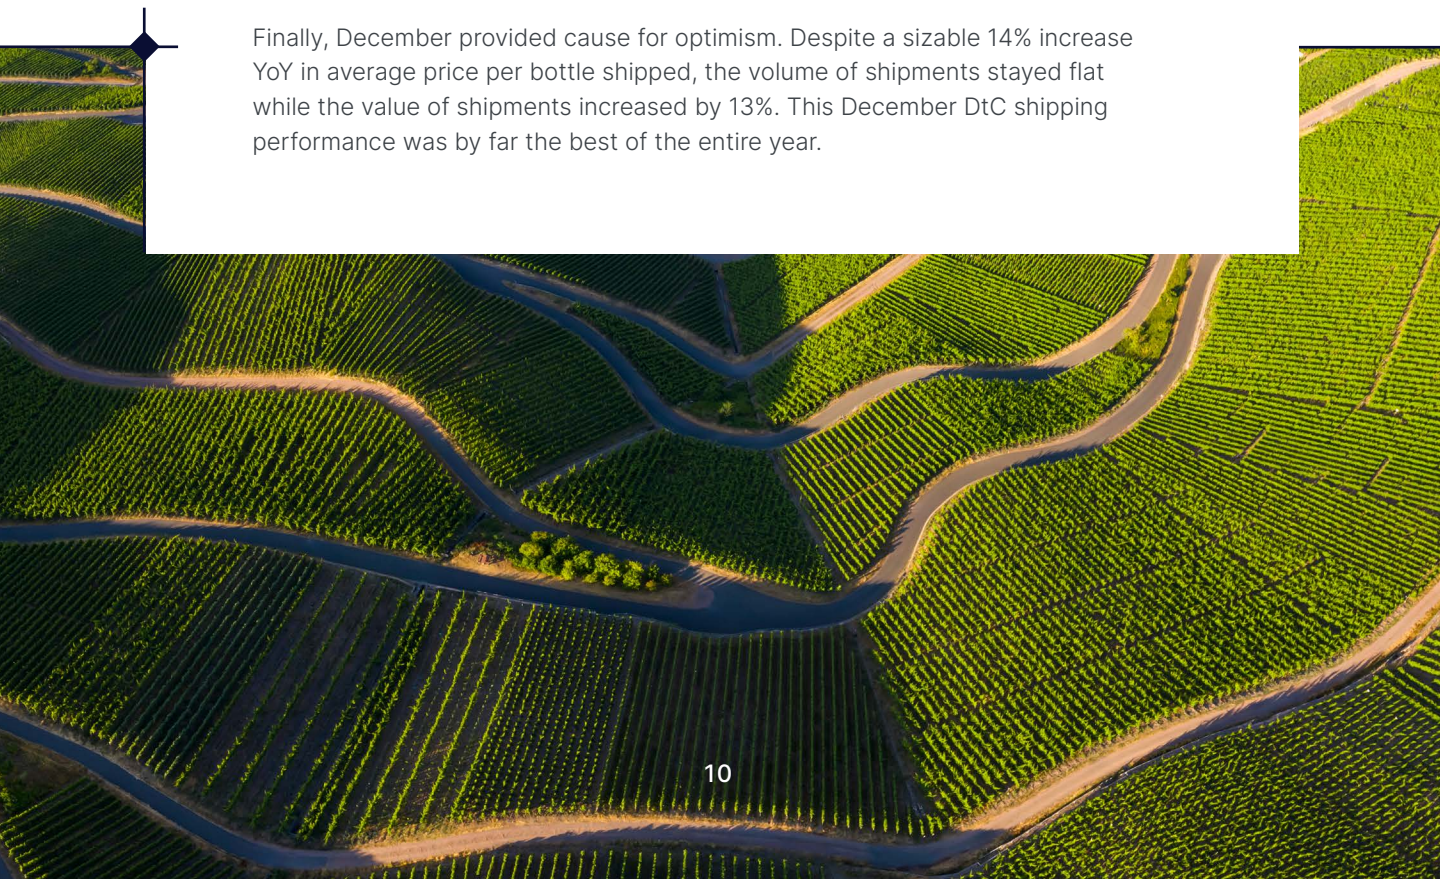 Finally, December provided cause for optimism. Despite a sizable 14% increase
YoY in average price per bottle shipped, the volume of shipments stayed flat
while the value of shipments increased by 13%. This December DtC shipping
performance was by far the best of the entire year.
10